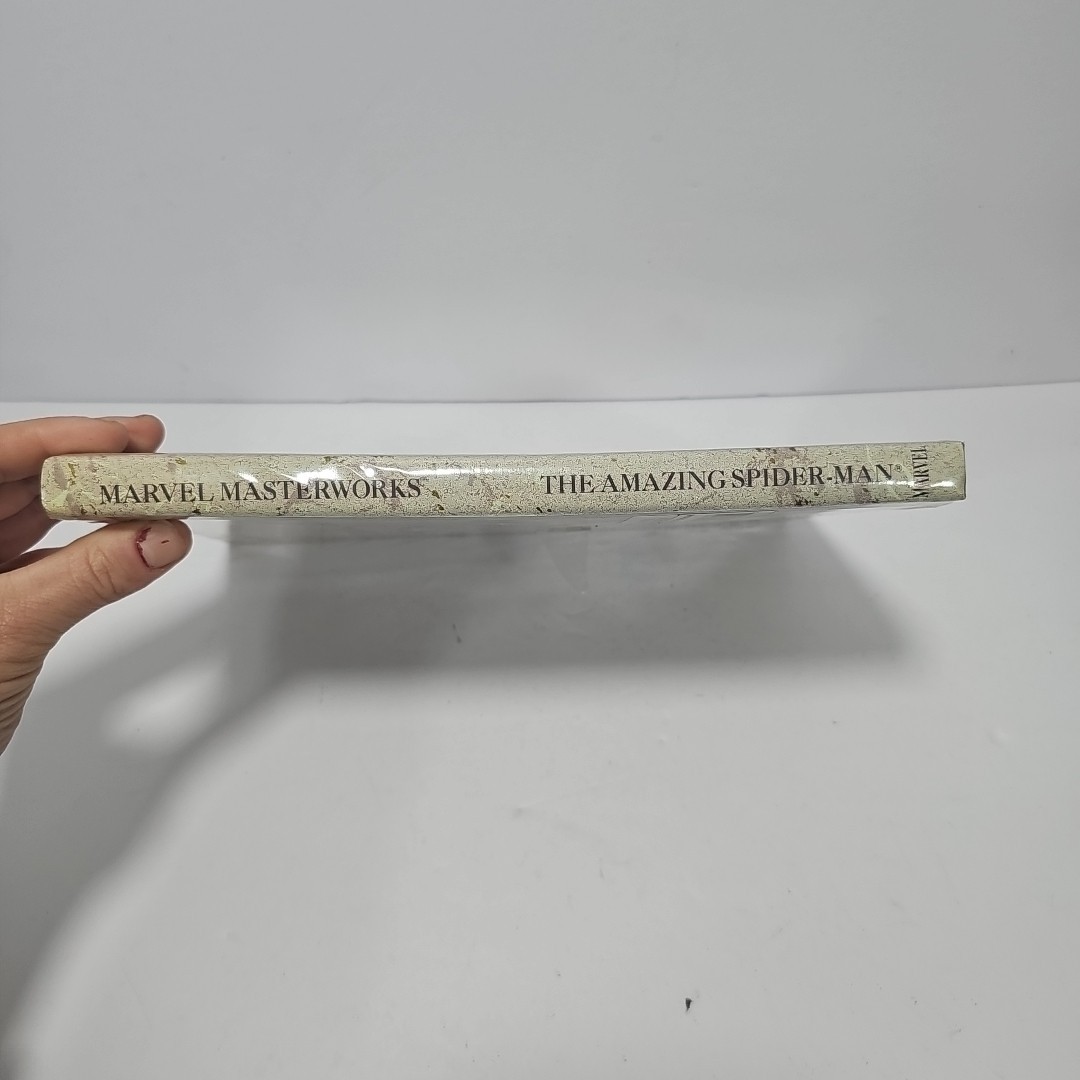 MARVEL MASTERWORKS
THE AMAZING SPIDER-MAN®
MARVEL